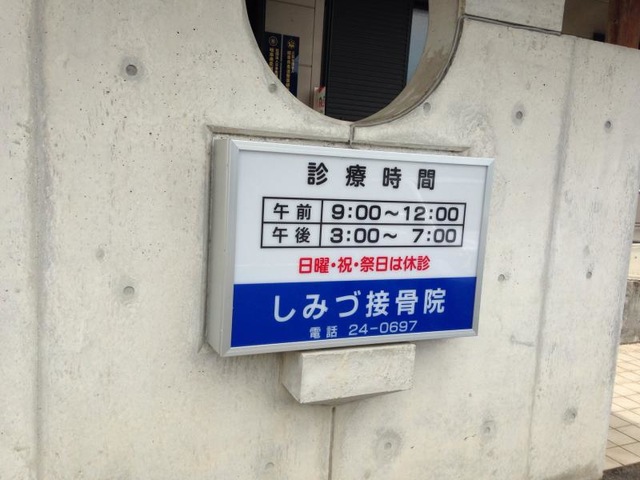 診療時間
午前 9:00〜12:00
午後 3:00〜 7:00
日曜・祝・祭日は休診
しみづ接骨院
電話 24-0697